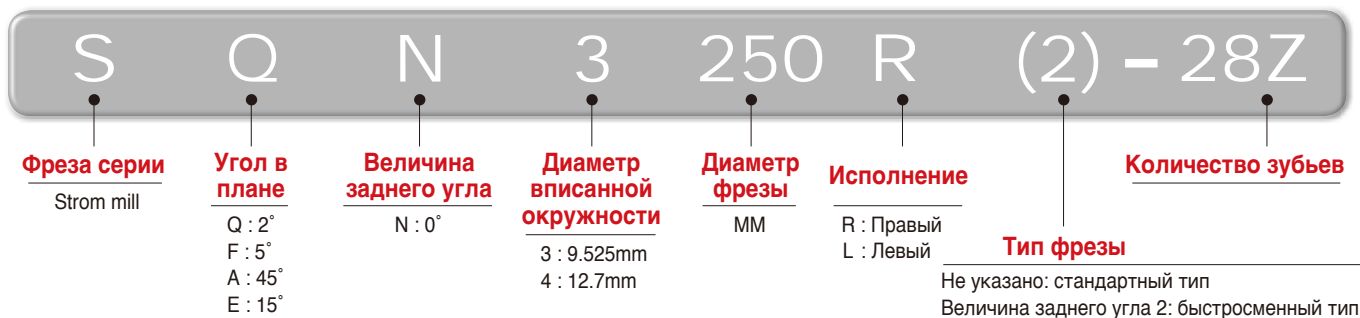 S Q N 3 250 R (2) - 28Z
Фреза серии
Strom mill
Угол в
плане
Q : 2˚
F : 5˚
A : 45˚
E : 15˚
Величина
заднего угла
N : 0˚
Диаметр
вписанной
окружности
3 : 9.525mm
4 : 12.7mm
Диаметр
фрезы
ММ
Исполнение
R : Правый
L : Левый
Тип фрезы
Не указано: стандартный тип
Величина заднего угла 2: быстросменный тип
Количество зубьев